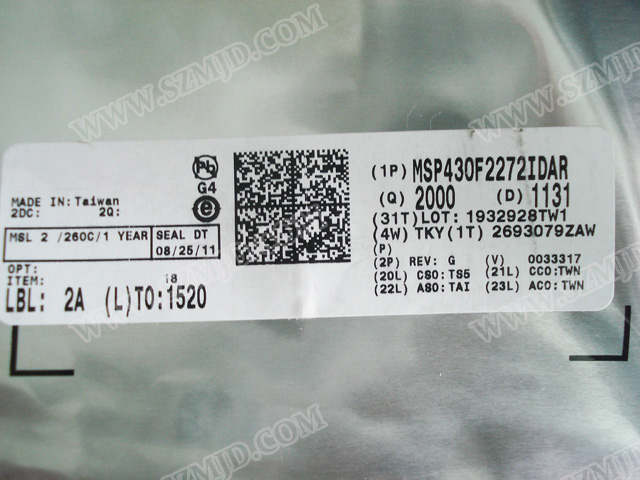 WWW.SZMJD.COM
WWW.SZMJD.COM
MADE IN:Taiwan
2DC: 2Q:
Pb
G4
e
MSL 2 /260C/1 YEAR
SEAL DT
08/25/11
OPT:
ITEM:
18
LBL: 2A (L)TO:1520
(1P) MSP430F2272IDAR
(Q) 2000 (D) 1131
(31T)LOT: 1932928TW1
(4W) TKY(1T) 2693079ZAW
(P)
(2P) REV: G (V) 0033317
(20L) CSO:TS5 (21L) CCO:TWN
(22L) ASO:TAI (23L) ACO:TWN
WWW.SZMJD.COM
WWW.SZMJD.COM